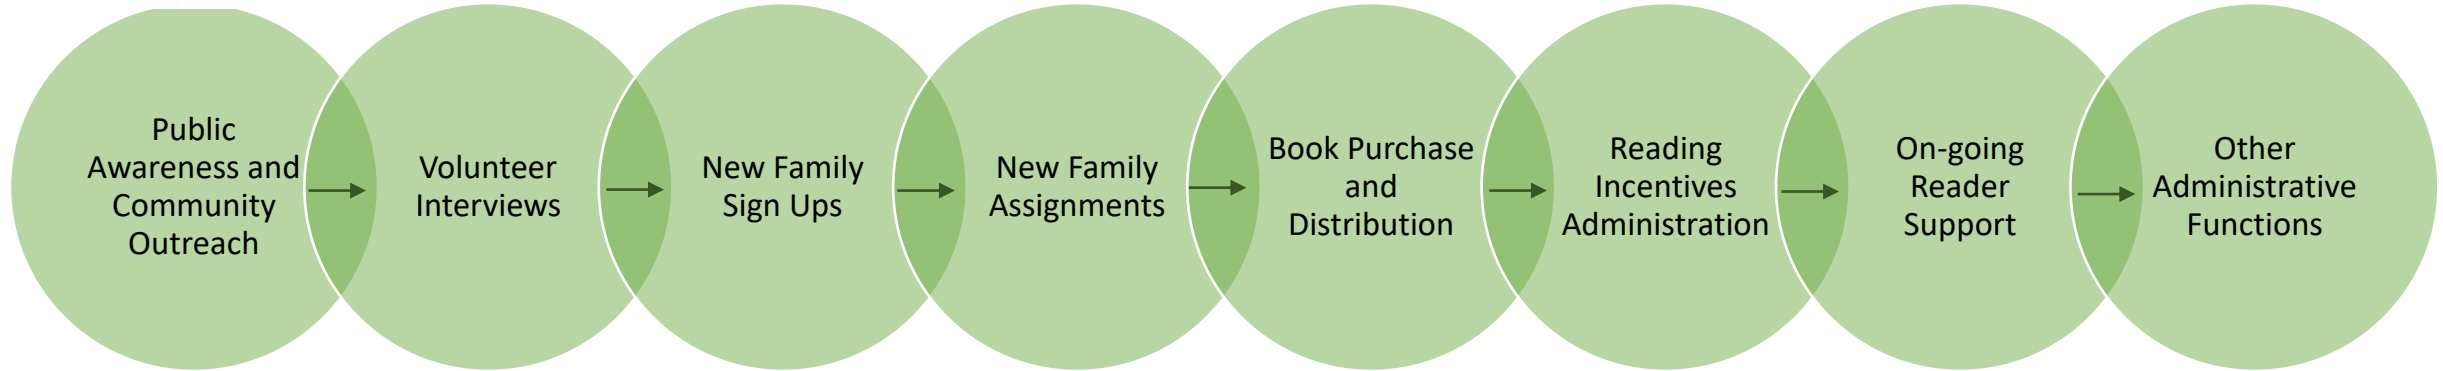 Public
Awareness and
Community
Outreach
Volunteer
Interviews
New Family
Sign Ups
New Family
Assignments
Book Purchase
and
Distribution
Reading
Incentives
Administration
On-going
Reader
Support
Other
Administrative
Functions